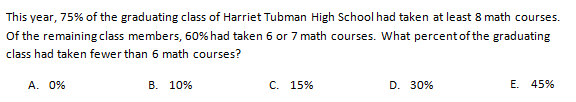 This year, 75% of the graduating class of Harriet Tubman High School had taken at least 8 math courses.
Of the remaining class members, 60% had taken 6 or 7 math courses. What percent of the graduating
class had taken fewer than 6 math courses?
A. 0% B. 10% C. 15% D. 30% E. 45%